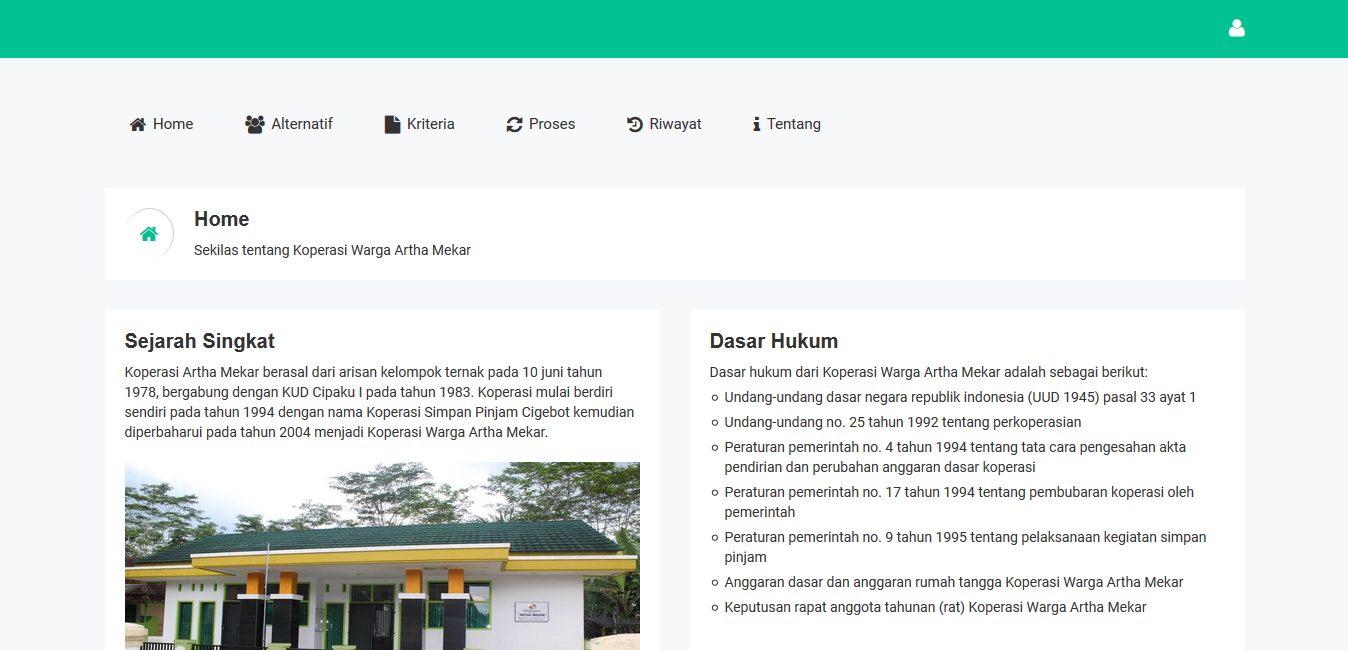 Home Alternatif Kriteria Proses Riwayat Tentang
Home
Sekilas tentang Koperasi Warga Artha Mekar
Sejarah Singkat
Koperasi Artha Mekar berasal dari arisan kelompok ternak pada 10 juni tahun
1978, bergabung dengan KUD Cipaku I pada tahun 1983. Koperasi mulai berdiri
sendiri pada tahun 1994 dengan nama Koperasi Simpan Pinjam Cigebot kemudian
diperbaharui pada tahun 2004 menjadi Koperasi Warga Artha Mekar.
Dasar Hukum
Dasar hukum dari Koperasi Warga Artha Mekar adalah sebagai berikut:
Undang-undang dasar negara republik indonesia (UUD 1945) pasal 33 ayat 1
Undang-undang no. 25 tahun 1992 tentang perkoperasian
Peraturan pemerintah no. 4 tahun 1994 tentang tata cara pengesahan akta
pendirian dan perubahan anggaran dasar koperasi
Peraturan pemerintah no. 17 tahun 1994 tentang pembubaran koperasi oleh
pemerintah
Peraturan pemerintah no. 9 tahun 1995 tentang pelaksanaan kegiatan simpan
pinjam
Anggaran dasar dan anggaran rumah tangga Koperasi Warga Artha Mekar
Keputusan rapat anggota tahunan (rat) Koperasi Warga Artha Mekar